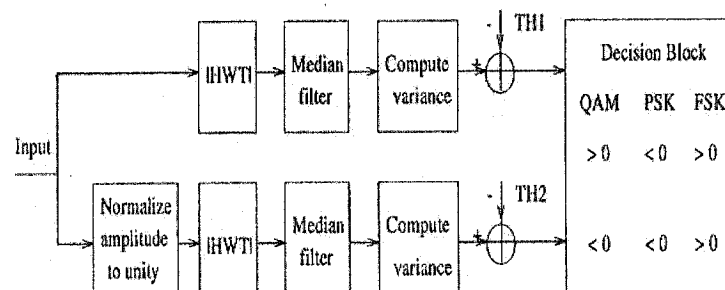 - TH1
|HWT|
Median
filter
Compute
variance
+
Decision Block
QAM PSK FSK
> 0 < 0 > 0
Input
Normalize
amplitude
to unity
|HWT|
Median
filter
Compute
variance
+
- TH2
< 0 < 0 > 0